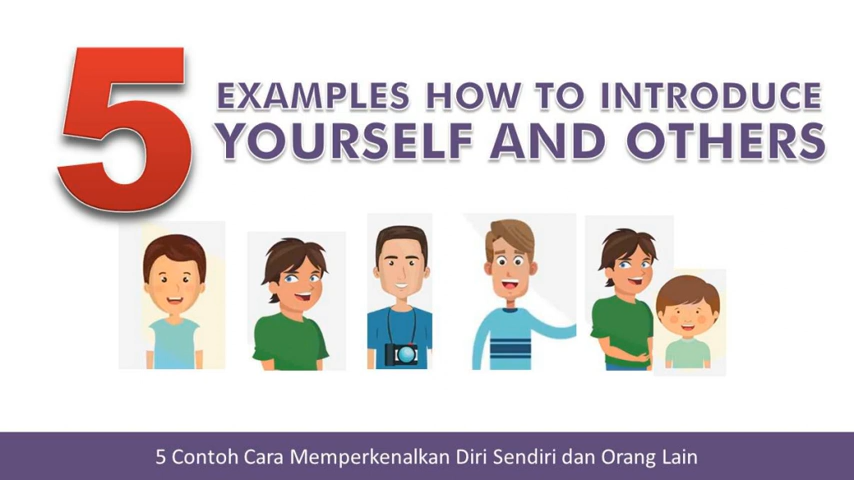 5
EXAMPLES HOW TO INTRODUCE
YOURSELF AND OTHERS
5 Contoh Cara Memperkenalkan Diri Sendiri dan Orang Lain